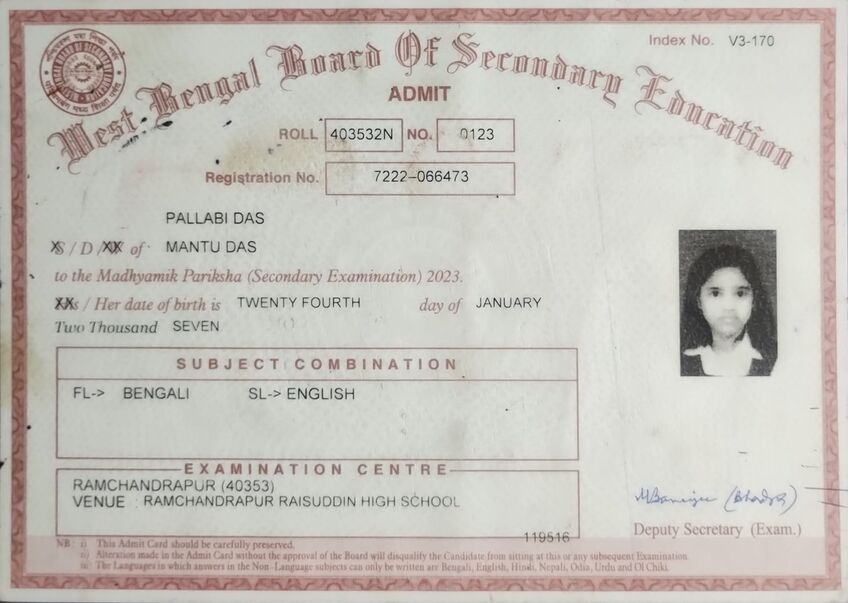 Index No. V3-170
West Bengal Board Of Secondary Education
ADMIT
ROLL 403532N NO. 0123
Registration No. 7222-066473
PALLABI DAS
S / D / W of MANTU DAS
to the Madhyamik Pariksha (Secondary Examination) 2023.
His / Her date of birth is TWENTY FOURTH day of JANUARY
Two Thousand SEVEN
SUBJECT COMBINATION
FL-> BENGALI SL-> ENGLISH
EXAMINATION CENTRE
RAMCHANDRAPUR (40353)
VENUE : RAMCHANDRAPUR RAISUDDIN HIGH SCHOOL
119516
Deputy Secretary (Exam.)
NB : i) This Admit Card should be carefully preserved.
ii) Alteration made in the Admit Card without the approval of the Board will disqualify the Candidate from sitting at this or any subsequent Examination.
iii) The Languages in which answers in the Non-Language subjects can only be written are Bengali, English, Hindi, Nepali, Odia, Urdu and Ol Chiki.